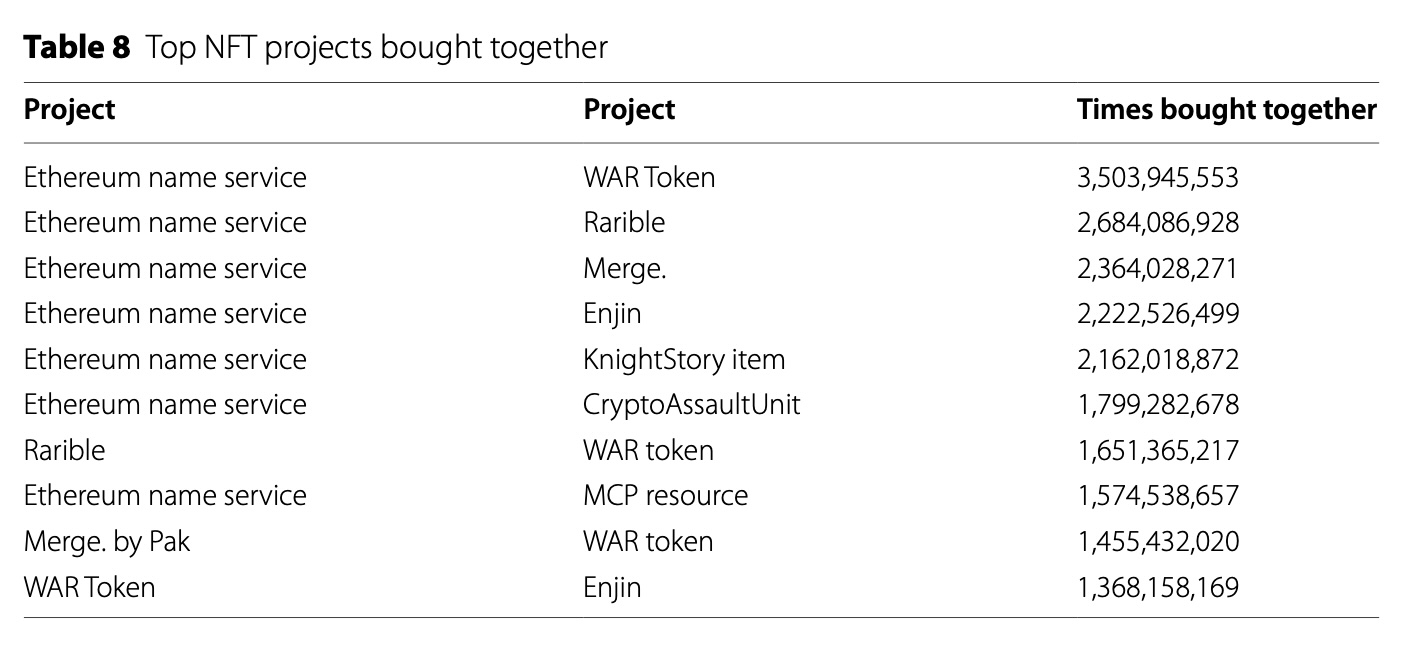 Table 8 Top NFT projects bought together
Project Project Times bought together
Ethereum name service WAR Token 3,503,945,553
Ethereum name service Rarible 2,684,086,928
Ethereum name service Merge. 2,364,028,271
Ethereum name service Enjin 2,222,526,499
Ethereum name service KnightStory item 2,162,018,872
Ethereum name service CryptoAssaultUnit 1,799,282,678
Rarible WAR token 1,651,365,217
Ethereum name service MCP resource 1,574,538,657
Merge. by Pak WAR token 1,455,432,020
WAR Token Enjin 1,368,158,169